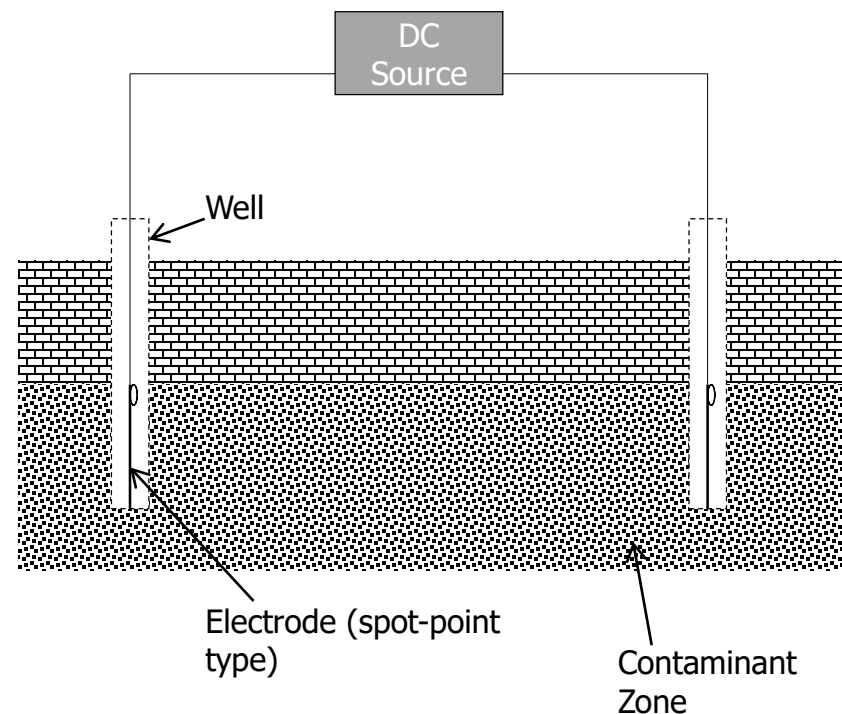 DC
Source
Well
Electrode (spot-point
type)
Contaminant
Zone